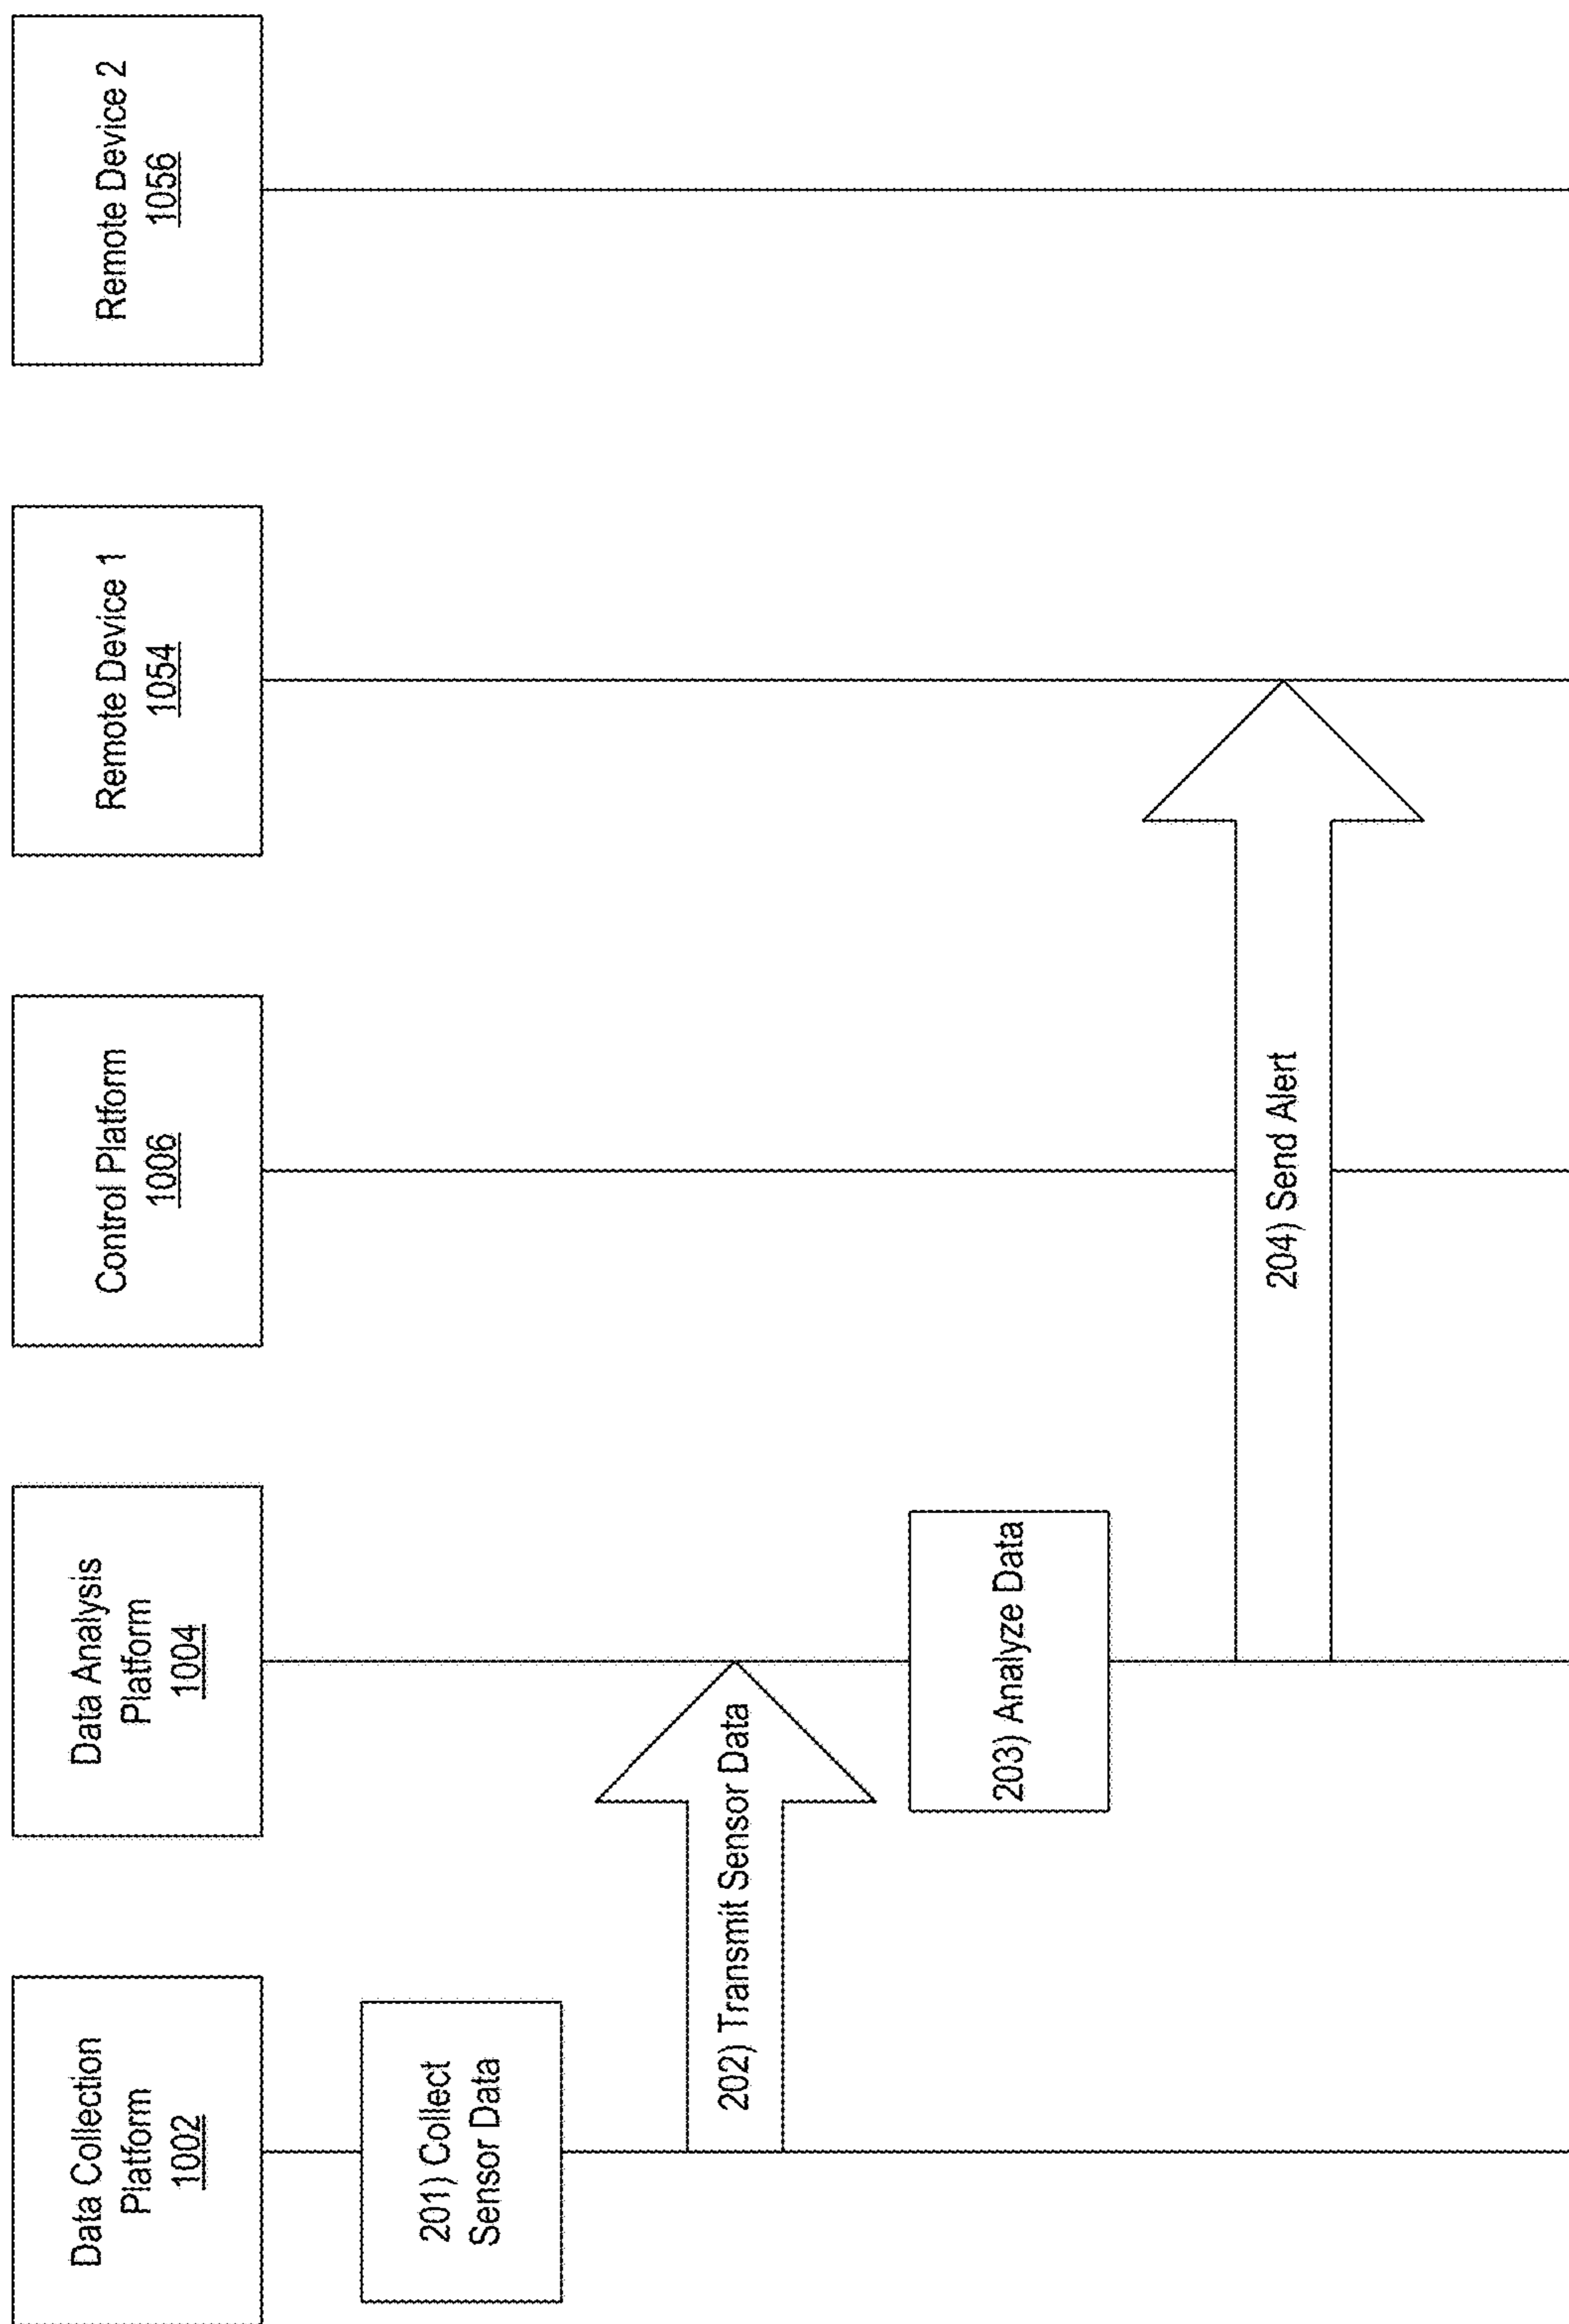 Data Collection
Platform
1002
Data Analysis
Platform
1004
Control Platform
1006
Remote Device 1
1054
Remote Device 2
1056
201) Collect
Sensor Data
202) Transmit Sensor Data
203) Analyze Data
204) Send Alert